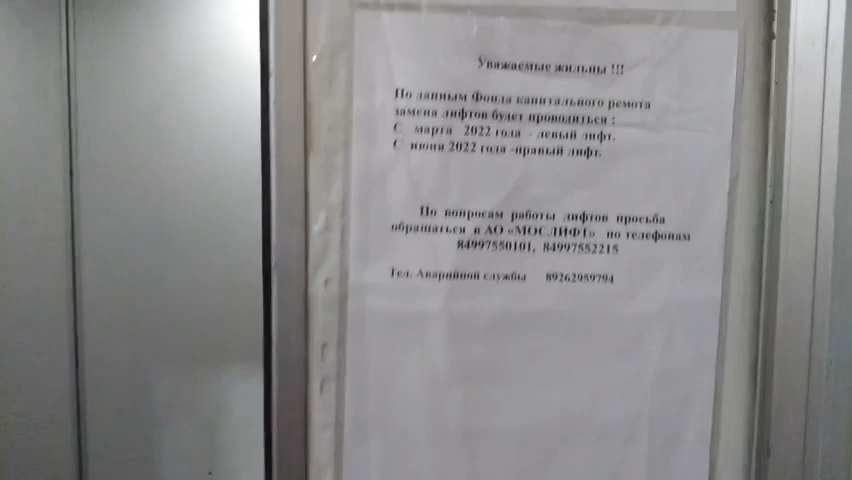 Уважаемые жильцы !!!
По данным Фонда капитального ремота
замена лифтов будет проводиться :
С марта 2022 года - левый лифт.
С июня 2022 года -правый лифт.
По вопросам работы лифтов просьба
обращаться в АО «МОСЛИФТ» по телефонам
84997550101, 84997552215
Тел. Аварийной службы 89262959794